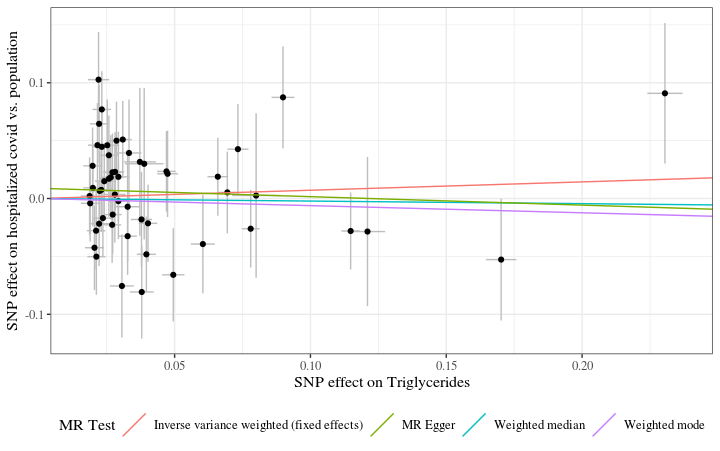 SNP effect on hospitalized covid vs. population
0.1
0.0
-0.1
0.05
0.10
0.15
0.20
SNP effect on Triglycerides
MR Test
Inverse variance weighted (fixed effects)
MR Egger
Weighted median
Weighted mode